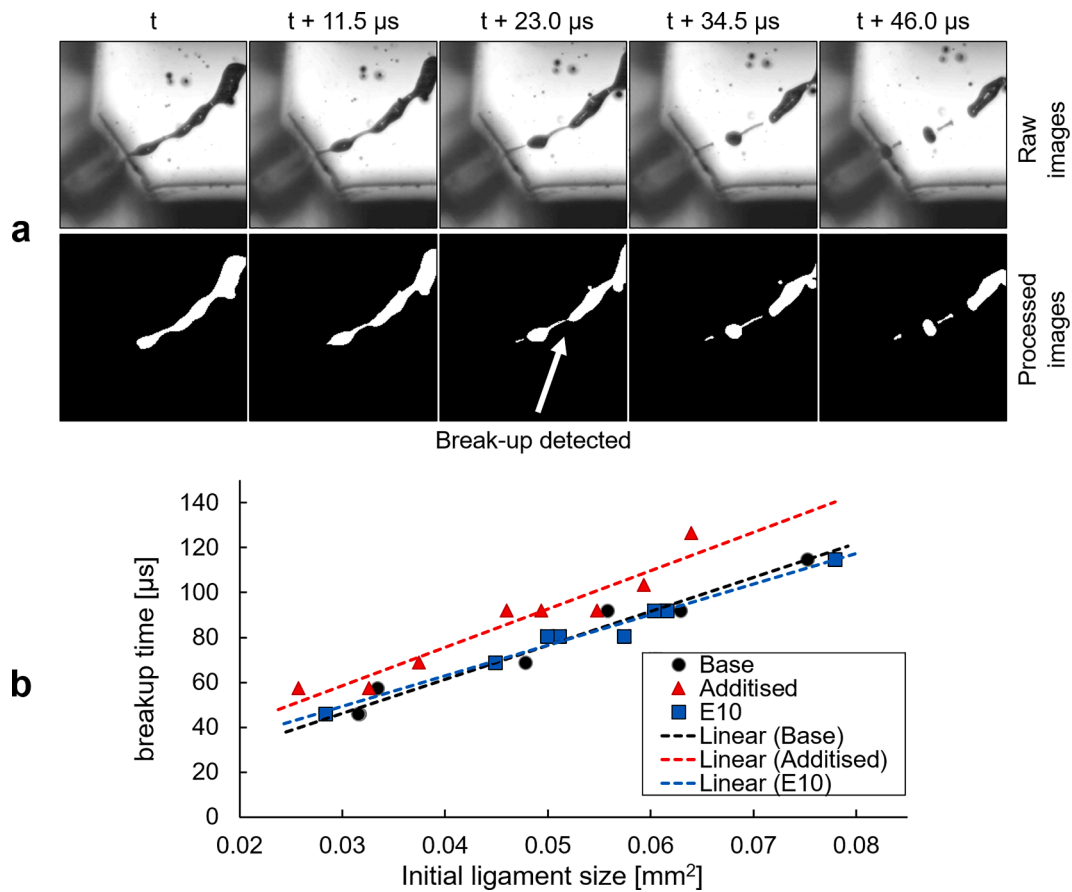 t
t + 11.5 µs
t + 23.0 µs
t + 34.5 µs
t + 46.0 µs
Raw
images
a
Processed
images
Break-up detected
b
breakup time [µs]
140
120
100
80
60
40
20
0
0.02
0.03
0.04
0.05
0.06
0.07
0.08
Initial ligament size [mm²]
Base
Additised
E10
Linear (Base)
Linear (Additised)
Linear (E10)